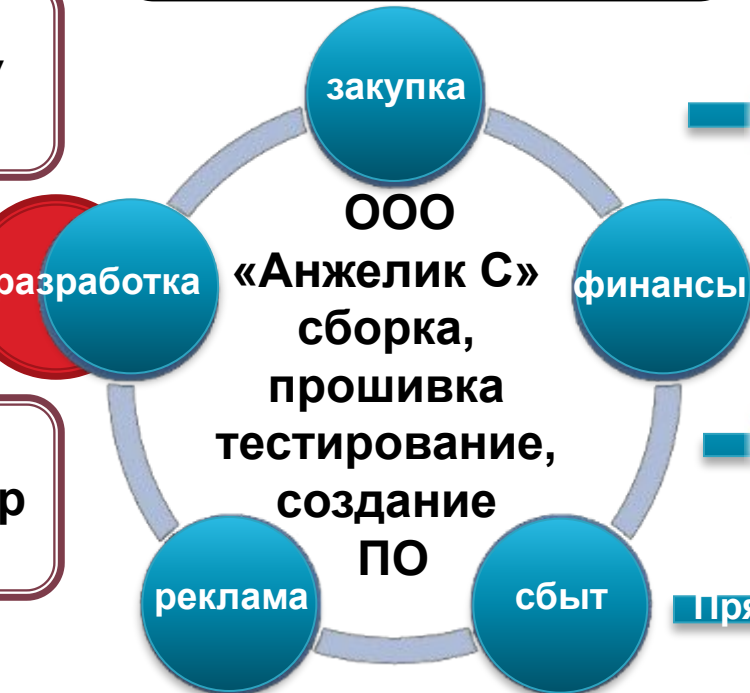 закупка
разработка
ООО
«Анжелик С»
сборка,
прошивка
тестирование,
создание
ПО
финансы
реклама
сбыт